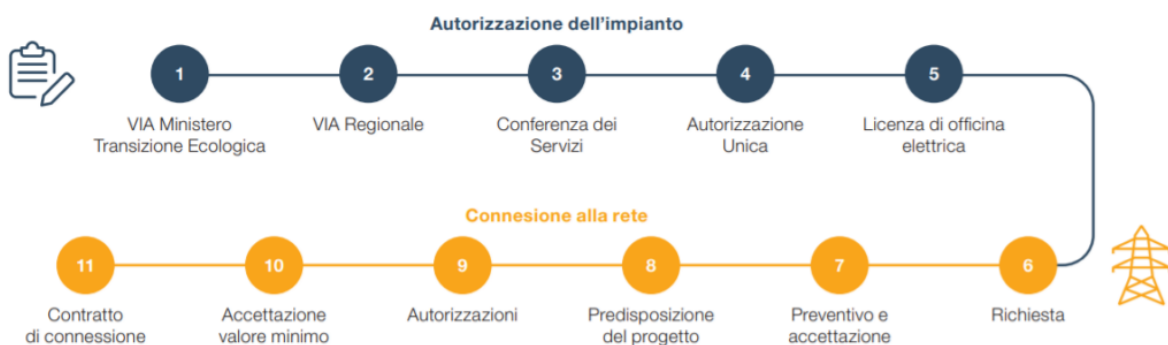 Autorizzazione dell'impianto
1
2
3
4
5
VIA Ministero
Transizione Ecologica
VIA Regionale
Conferenza dei
Servizi
Autorizzazione
Unica
Licenza di officina
elettrica
Connesione alla rete
11
10
9
8
7
6
Contratto
di connessione
Accettazione
valore minimo
Autorizzazioni
Predisposizione
del progetto
Preventivo e
accettazione
Richiesta